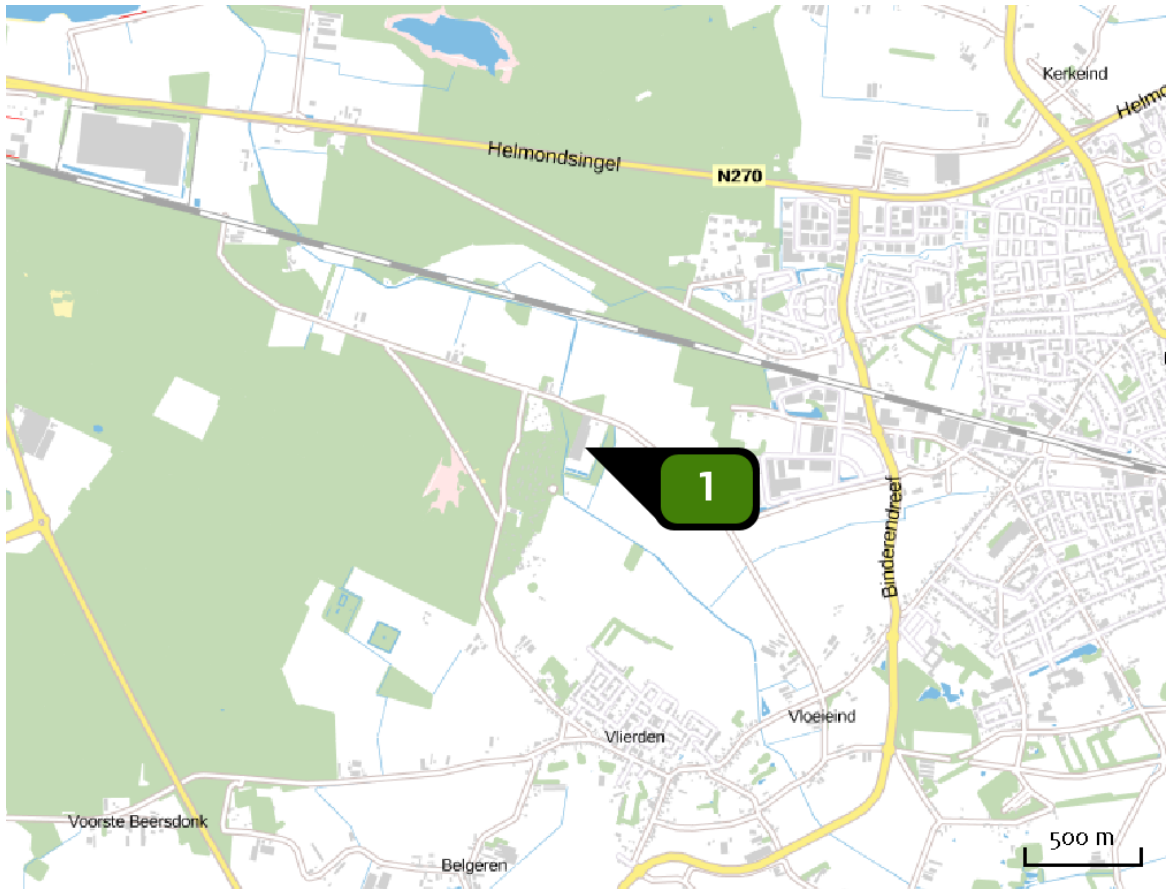 Kerkeind
Helmo
Helmondsingel
N270
1
Binderendreef
Vloeieind
Vlierden
Voorste Beersdonk
500 m
Belgeren